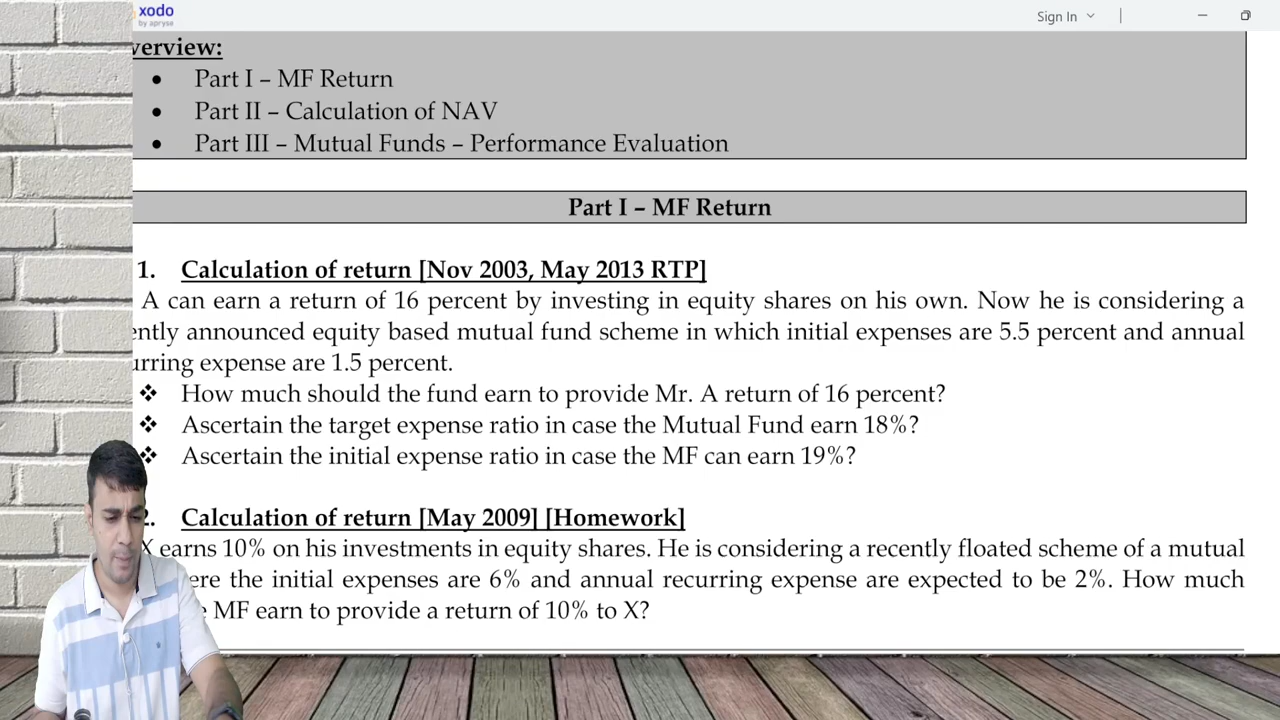 xodo
by apryse
Sign In
verview:
• Part I – MF Return
• Part II – Calculation of NAV
• Part III – Mutual Funds – Performance Evaluation
Part I – MF Return
1. Calculation of return [Nov 2003, May 2013 RTP]
A can earn a return of 16 percent by investing in equity shares on his own. Now he is considering a
ently announced equity based mutual fund scheme in which initial expenses are 5.5 percent and annual
urring expense are 1.5 percent.
❖ How much should the fund earn to provide Mr. A return of 16 percent?
❖ Ascertain the target expense ratio in case the Mutual Fund earn 18%?
❖ Ascertain the initial expense ratio in case the MF can earn 19%?
2. Calculation of return [May 2009] [Homework]
X earns 10% on his investments in equity shares. He is considering a recently floated scheme of a mutual
ere the initial expenses are 6% and annual recurring expense are expected to be 2%. How much
MF earn to provide a return of 10% to X?